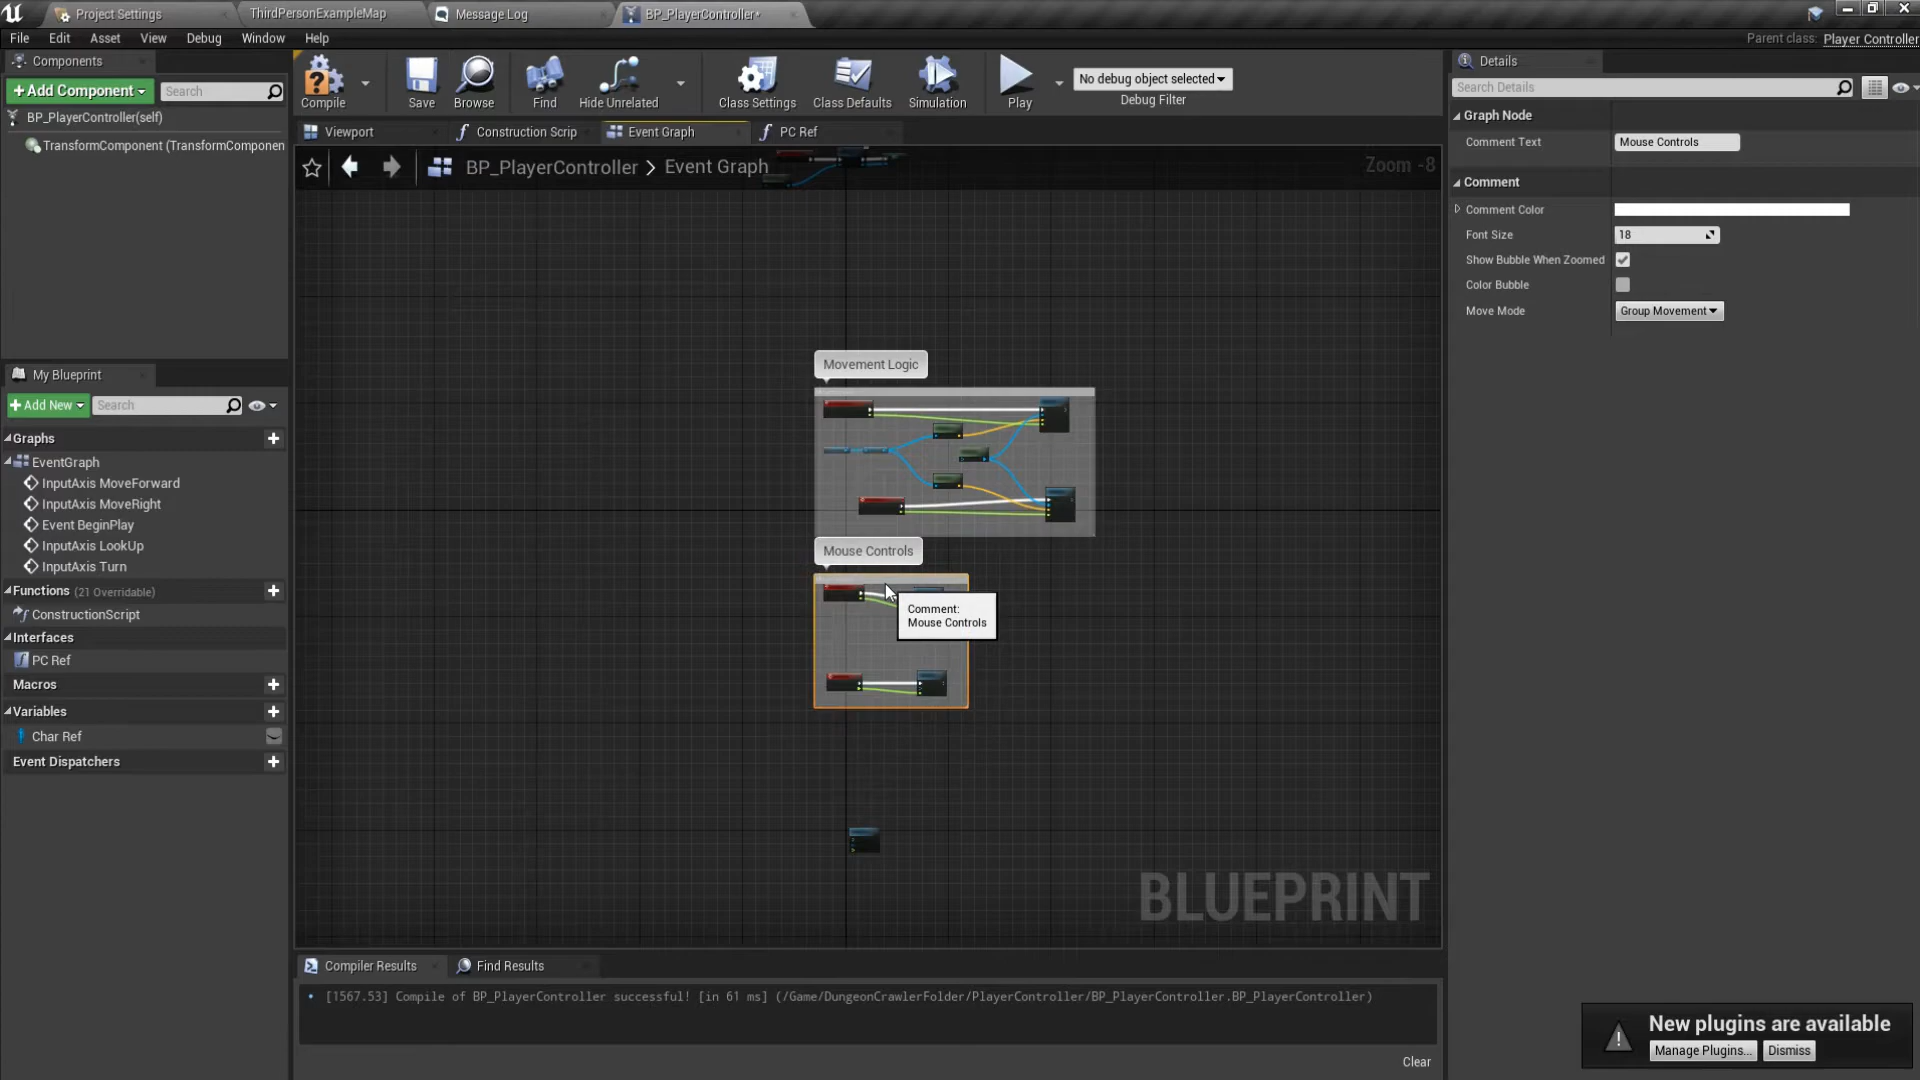 Project Settings
ThirdPersonExampleMap
Message Log
BP_PlayerController*
File
Edit
Asset
View
Debug
Window
Help
Parent class: Player Controller
Components
+Add Component
Search
BP_PlayerController(self)
TransformComponent (TransformComponen
Compile
Save
Browse
Find
Hide Unrelated
Class Settings
Class Defaults
Simulation
Play
No debug object selected
Debug Filter
Viewport
Construction Scrip
Event Graph
PC Ref
BP_PlayerController > Event Graph
Zoom -8
Movement Logic
Mouse Controls
Comment:
Mouse Controls
BLUEPRINT
My Blueprint
+Add New
Search
Graphs
EventGraph
InputAxis MoveForward
InputAxis MoveRight
Event BeginPlay
InputAxis LookUp
InputAxis Turn
Functions (21 Overridable)
ConstructionScript
Interfaces
PC Ref
Macros
Variables
Char Ref
Event Dispatchers
Details
Search Details
Graph Node
Comment Text
Mouse Controls
Comment
Comment Color
Font Size
18
Show Bubble When Zoomed
Color Bubble
Move Mode
Group Movement
Compiler Results
Find Results
[1567.53] Compile of BP_PlayerController successful! [in 61 ms] (/Game/DungeonCrawlerFolder/PlayerController/BP_PlayerController.BP_PlayerController)
Clear
New plugins are available
Manage Plugins...
Dismiss